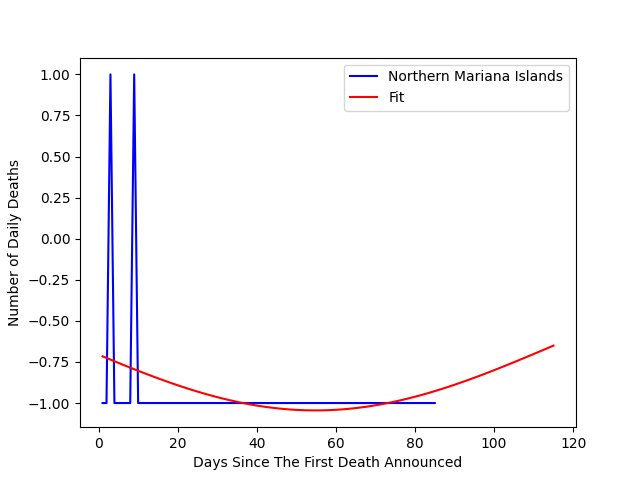 Northern Mariana Islands
Fit
1.00
0.75
0.50
0.25
0.00
−0.25
−0.50
−0.75
−1.00
Number of Daily Deaths
0 20 40 60 80 100 120
Days Since The First Death Announced